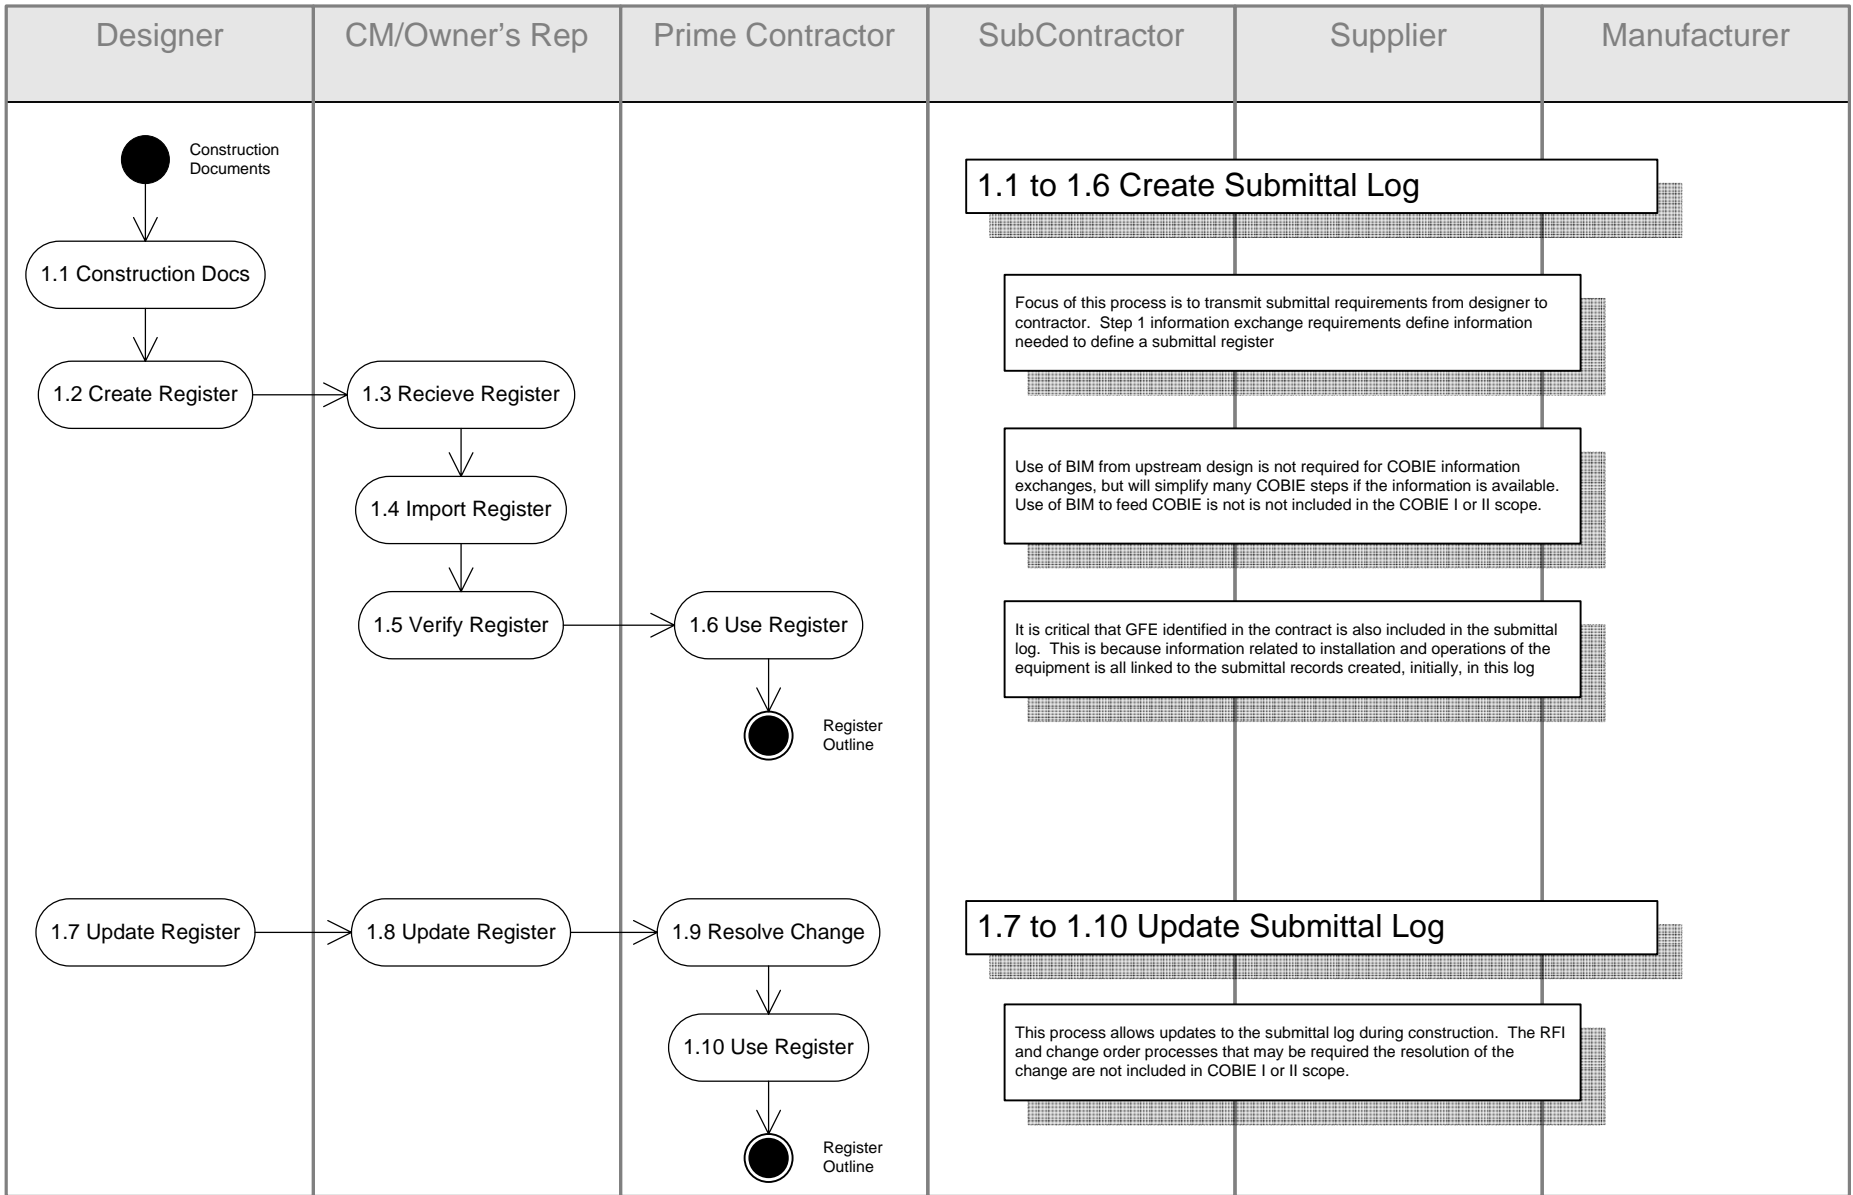 Designer
CM/Owner's Rep
Prime Contractor
SubContractor
Supplier
Manufacturer
Construction
Documents
1.1 Construction Docs
1.2 Create Register
1.3 Recieve Register
1.4 Import Register
1.5 Verify Register
1.6 Use Register
Register
Outline
1.1 to 1.6 Create Submittal Log
Focus of this process is to transmit submittal requirements from designer to
contractor.  Step 1 information exchange requirements define information
needed to define a submittal register
Use of BIM from upstream design is not required for COBIE information
exchanges, but will simplify many COBIE steps if the information is available.
Use of BIM to feed COBIE is not is not included in the COBIE I or II scope.
It is critical that GFE identified in the contract is also included in the submittal
log.  This is because information related to installation and operations of the
equipment is all linked to the submittal records created, initially, in this log
1.7 Update Register
1.8 Update Register
1.9 Resolve Change
1.10 Use Register
Register
Outline
1.7 to 1.10 Update Submittal Log
This process allows updates to the submittal log during construction.  The RFI
and change order processes that may be required the resolution of the
change are not included in COBIE I or II scope.